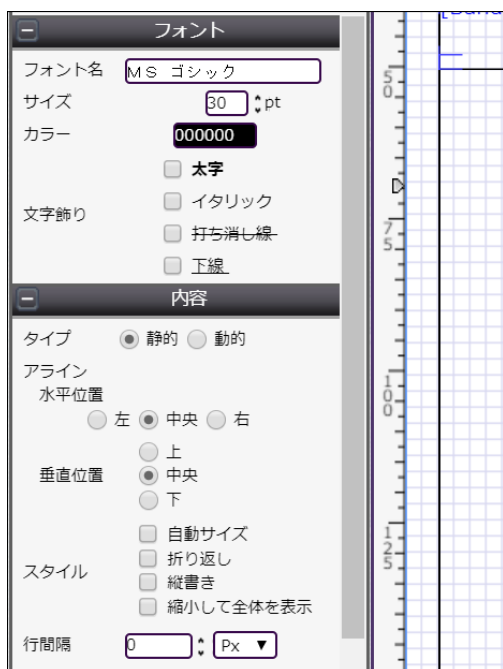 フォント
フォント名 ＭＳ ゴシック
サイズ 30 pt
カラー 000000
文字飾り
太字
イタリック
打ち消し線
下線
内容
タイプ 静的 動的
アライン
水平位置
左 中央 右
垂直位置
上
中央
下
スタイル
自動サイズ
折り返し
縦書き
縮小して全体を表示
行間隔 0 Px ▼
50
75
100
125